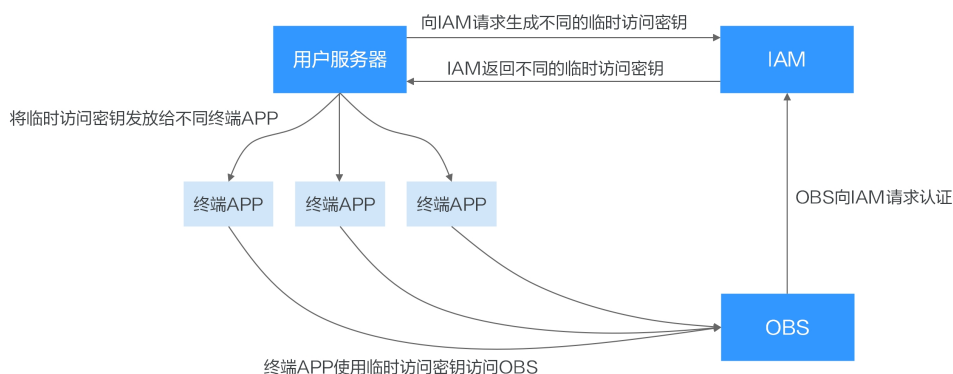 向IAM请求生成不同的临时访问密钥
用户服务器
IAM
IAM返回不同的临时访问密钥
将临时访问密钥发放给不同终端APP
终端APP
终端APP
终端APP
OBS向IAM请求认证
OBS
终端APP使用临时访问密钥访问OBS